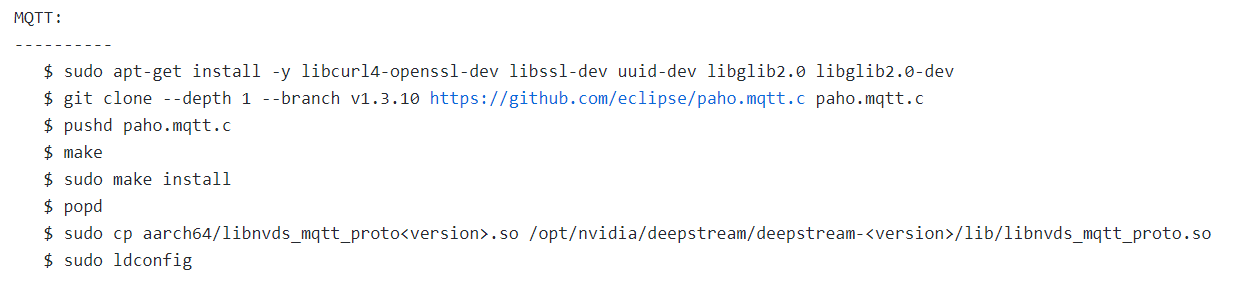 MQTT:
----------
$ sudo apt-get install -y libcurl4-openssl-dev libssl-dev uuid-dev libglib2.0 libglib2.0-dev
$ git clone --depth 1 --branch v1.3.10 https://github.com/eclipse/paho.mqtt.c paho.mqtt.c
$ pushd paho.mqtt.c
$ make
$ sudo make install
$ popd
$ sudo cp aarch64/libnvds_mqtt_proto<version>.so /opt/nvidia/deepstream/deepstream-<version>/lib/libnvds_mqtt_proto.so
$ sudo ldconfig